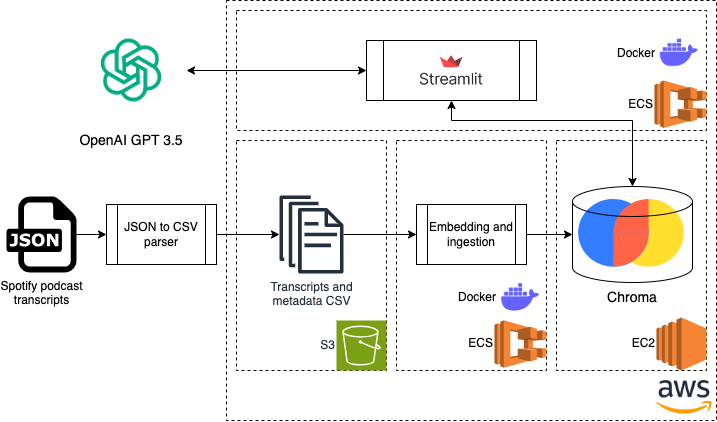 Docker
Streamlit
ECS
OpenAI GPT 3.5
JSON
JSON to CSV
parser
Embedding and
ingestion
Spotify podcast
transcripts
Transcripts and
metadata CSV
Docker
Chroma
S3
ECS
EC2
aws